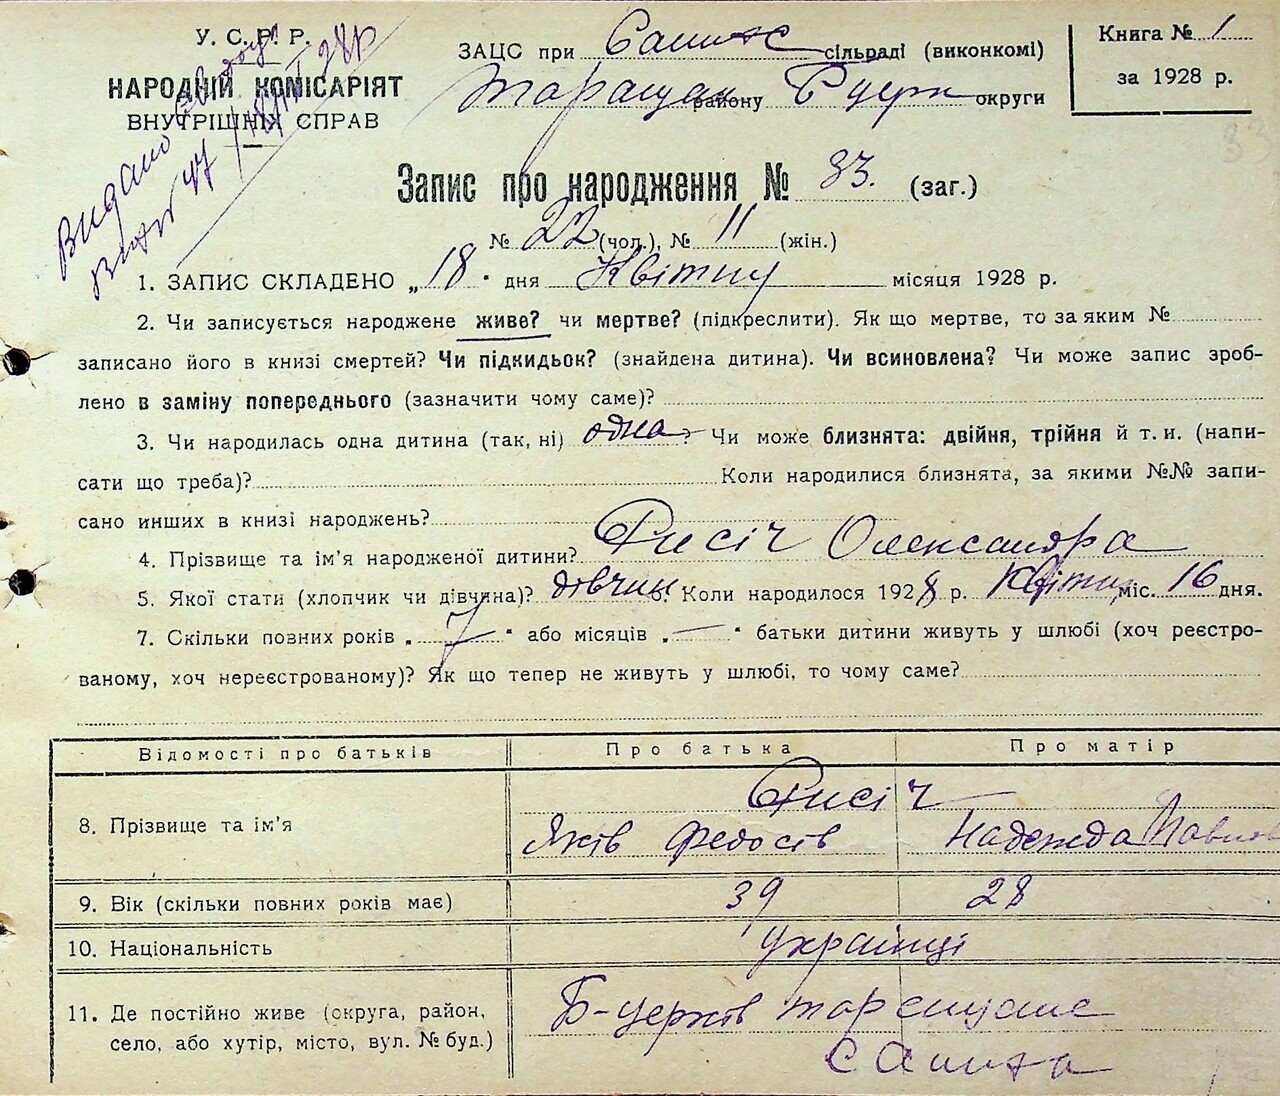 У. С. Р. Р.
НАРОДНІЙ КОМІСАРІЯТ
ВНУТРІШНІХ СПРАВ
Видано
ЗАЦС при сільраді (виконкомі)
Таращан району Б церк округи
Книга № 1
за 1928 р.
Запис про народження № 33. (заг.)
№ 22 (чол.), № 11 (жін.)
1. ЗАПИС СКЛАДЕНО „18" дня Квітня місяця 1928 р.
2. Чи записується народжене живе? чи мертве? (підкреслити). Як що мертве, то за яким №
записано його в книзі смертей? Чи підкидьок? (знайдена дитина). Чи всиновлена? Чи може запис зроб-
лено в заміну попереднього (зазначити чому саме)?
3. Чи народилась одна дитина (так, ні) одна? Чи може близнята: двійня, трійня й т. и. (напи-
сати що треба)? Коли народилися близнята, за якими №№ запи-
сано инших в книзі народжень?
4. Прізвище та ім'я народженої дитини? Олександра
5. Якої стати (хлопчик чи дівчина)? дівчин 6. Коли народилося 1928 р. Квітня міс. 16 дня.
7. Скільки повних років „7" або місяців „—" батьки дитини живуть у шлюбі (хоч реєстро-
ваному, хоч нереєстрованому)? Як що тепер не живуть у шлюбі, то чому саме?
Відомості про батьків Про батька Про матір
8. Прізвище та ім'я Яків Федосів Надежда Павлов
9. Вік (скільки повних років має) 39 28
10. Національність українці
11. Де постійно живе (округа, район,
село, або хутір, місто, вул. № буд.)
Б-церків